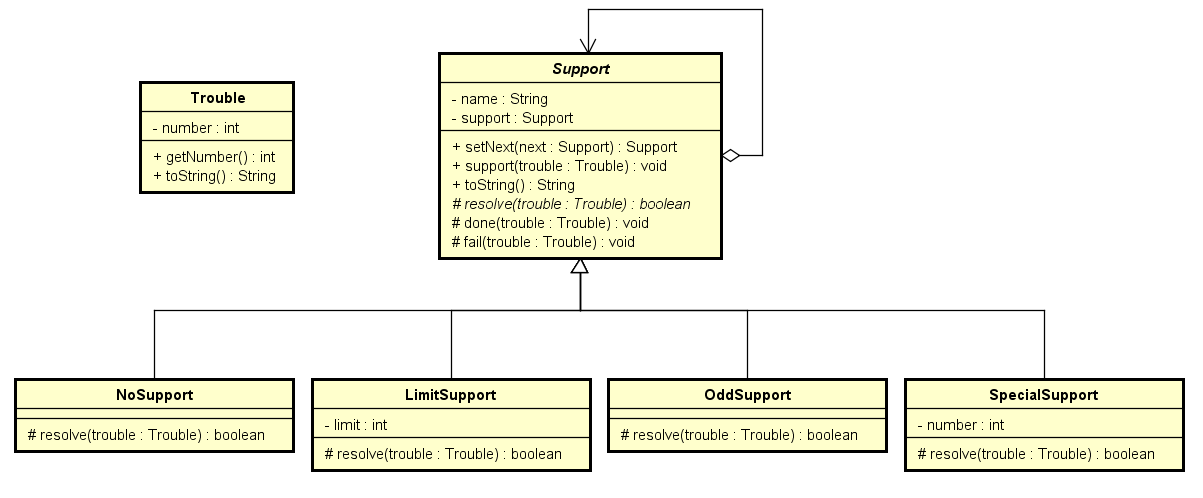 Trouble
- number : int
+ getNumber() : int
+ toString() : String
Support
- name : String
- support : Support
+ setNext(next : Support) : Support
+ support(trouble : Trouble) : void
+ toString() : String
# resolve(trouble : Trouble) : boolean
# done(trouble : Trouble) : void
# fail(trouble : Trouble) : void
NoSupport
# resolve(trouble : Trouble) : boolean
LimitSupport
- limit : int
# resolve(trouble : Trouble) : boolean
OddSupport
# resolve(trouble : Trouble) : boolean
SpecialSupport
- number : int
# resolve(trouble : Trouble) : boolean